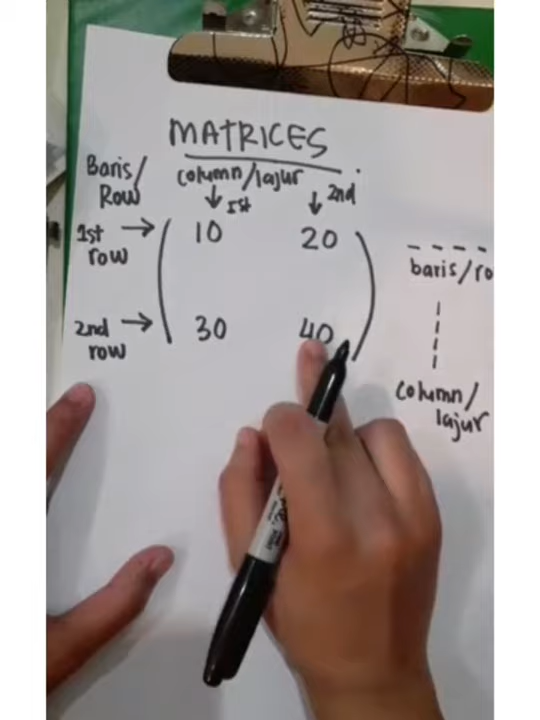 MATRICES
Baris/
Row
column/lajur
1st
2nd
1st
row
10 20
2nd
row
30 40
baris/ro
column/
lajur